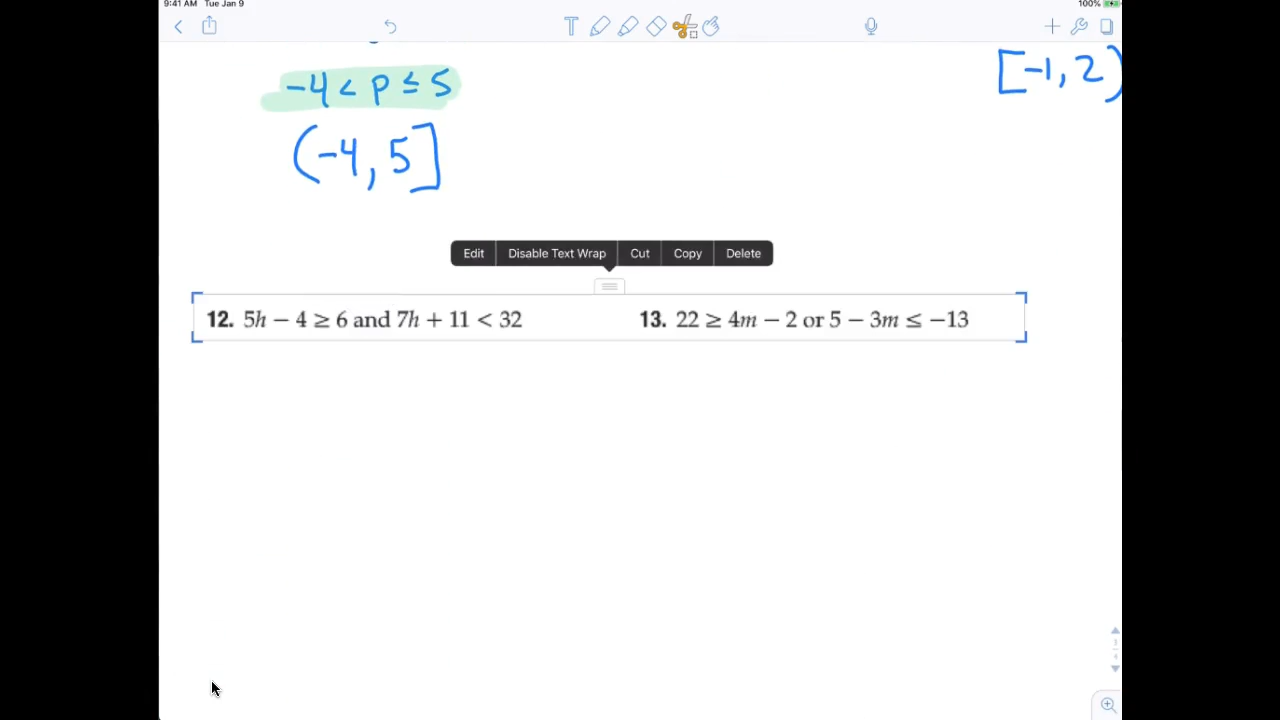 9:41 AM Tue Jan 9
100%
T
-4 < p ≤ 5
(-4, 5]
[-1, 2)
Edit Disable Text Wrap Cut Copy Delete
12. 5h − 4 ≥ 6 and 7h + 11 < 32
13. 22 ≥ 4m − 2 or 5 − 3m ≤ −13